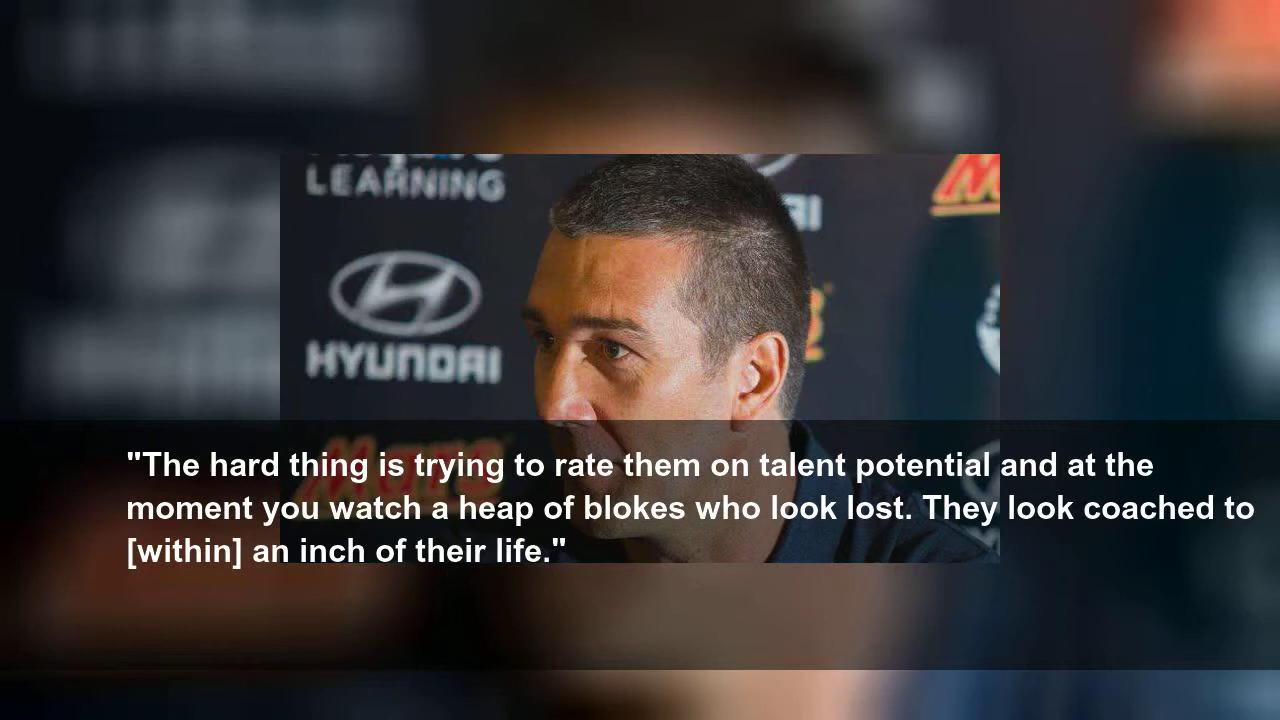 LEARNING
HYUNDAI
Mars
"The hard thing is trying to rate them on talent potential and at the
moment you watch a heap of blokes who look lost. They look coached to
[within] an inch of their life."